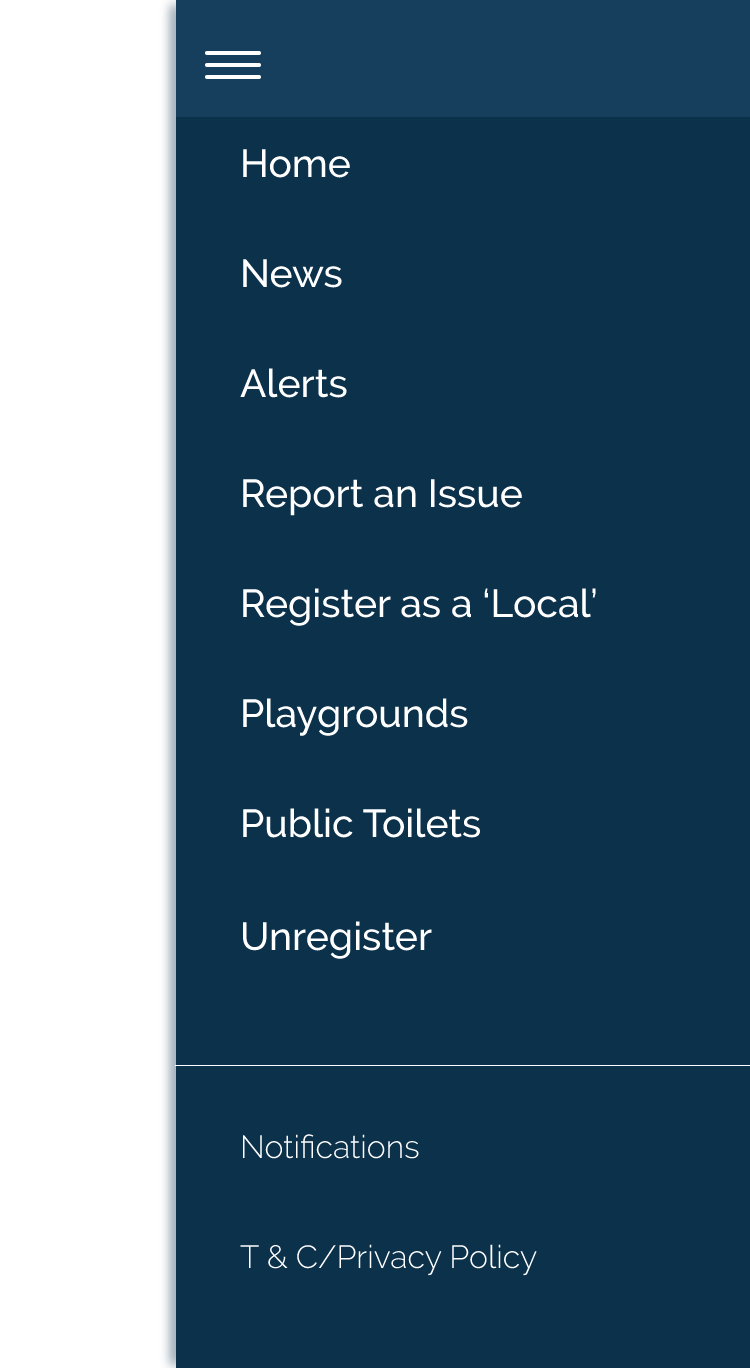 Home
News
Alerts
Report an Issue
Register as a ‘Local’
Playgrounds
Public Toilets
Unregister
Notifications
T & C/Privacy Policy